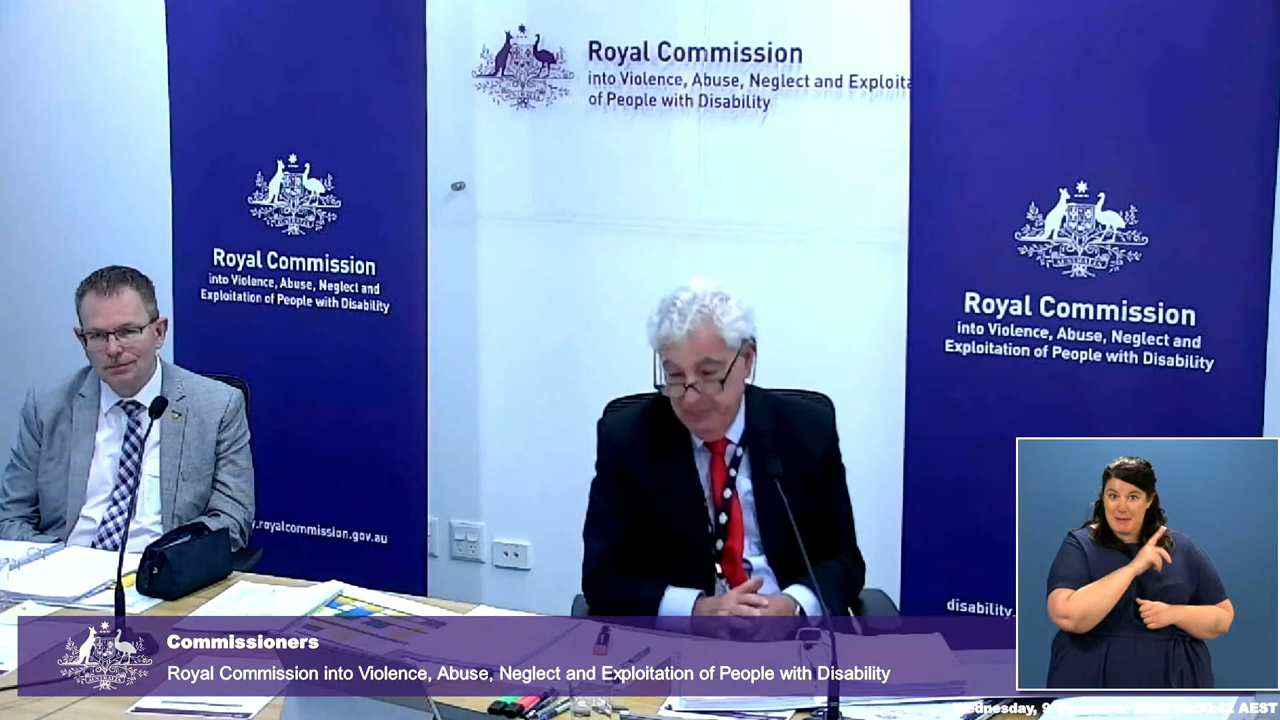 Royal Commission
into Violence, Abuse, Neglect and Exploita
of People with Disability
Royal Commission
into Violence, Abuse, Neglect and
Exploitation of People with Disability
.royalcommission.gov.au
Royal Commission
into Violence, Abuse, Neglect and
Exploitation of People with Disability
disability.
Commissioners
Royal Commission into Violence, Abuse, Neglect and Exploitation of People with Disability
Wednesday, 9
AEST